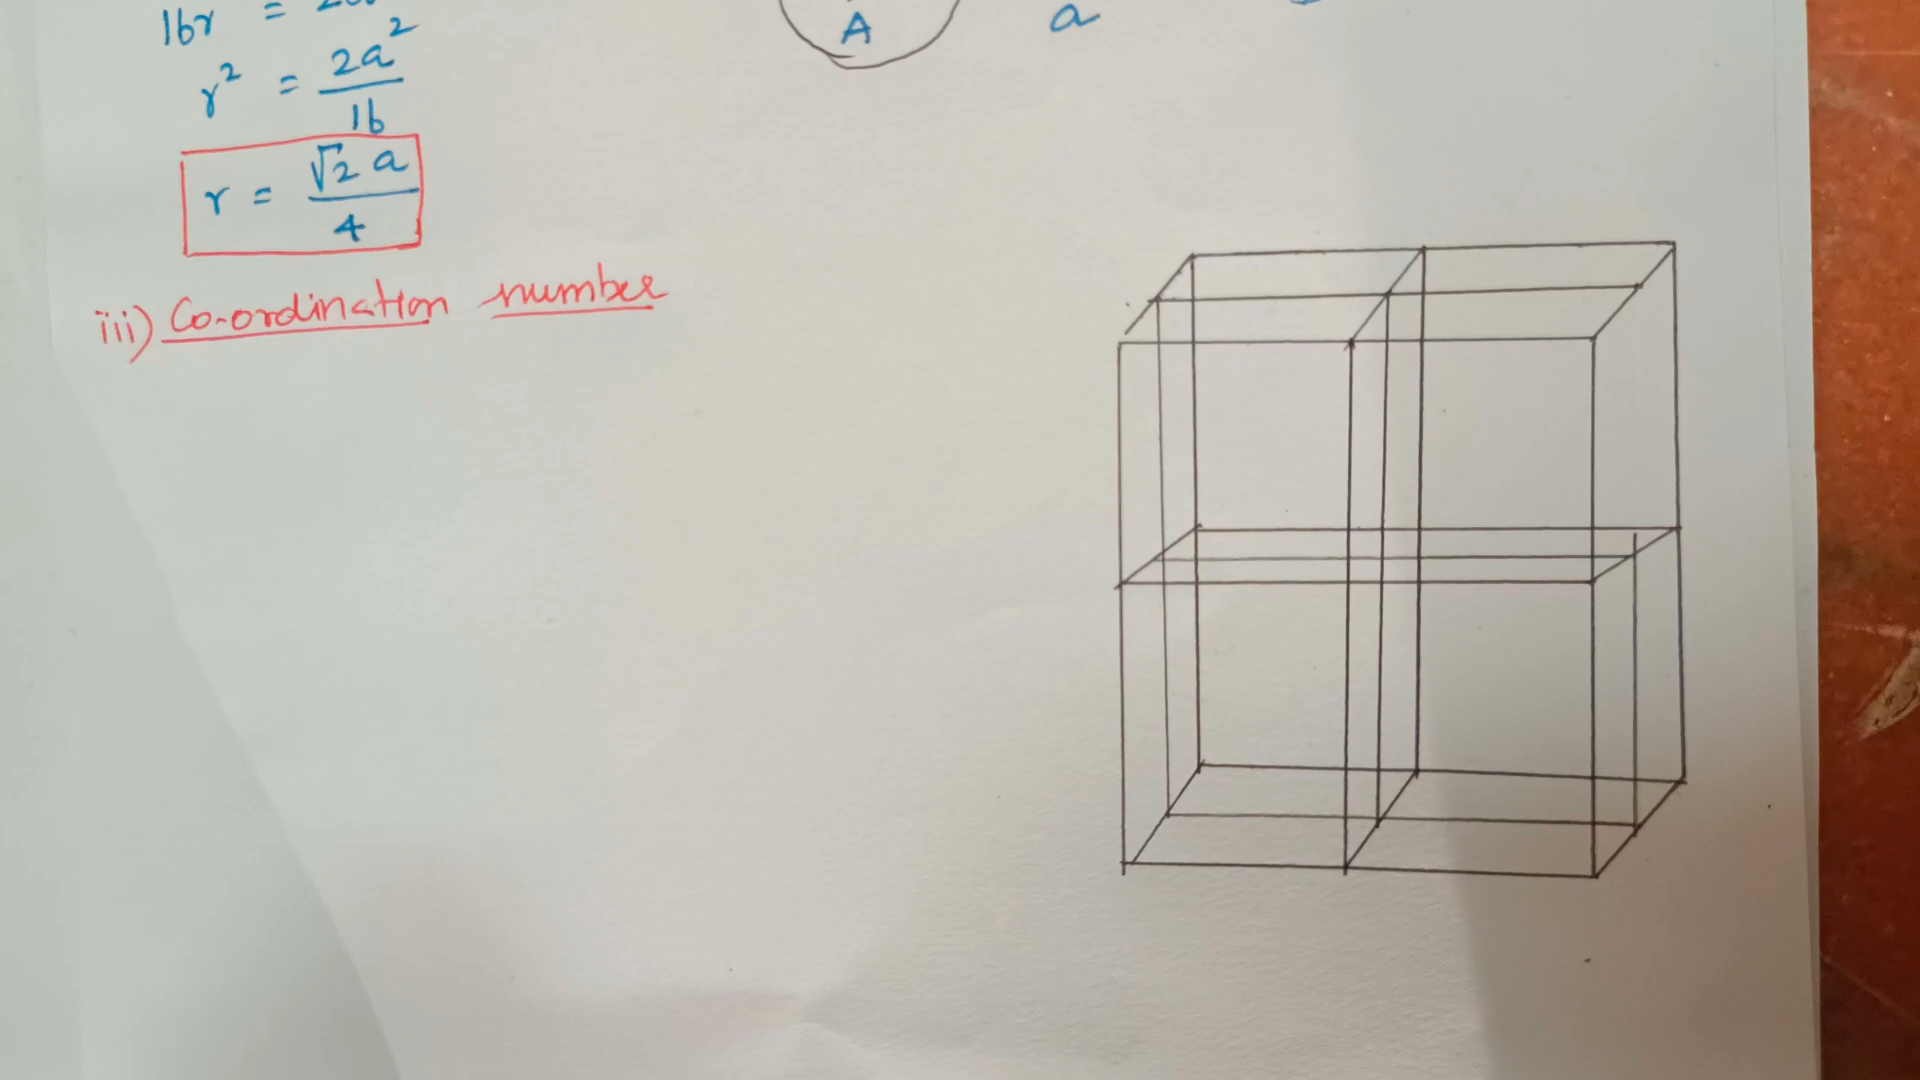 16r =
r² = 2a²/16
r = √2 a/4
iii) Co-ordination number
A
a